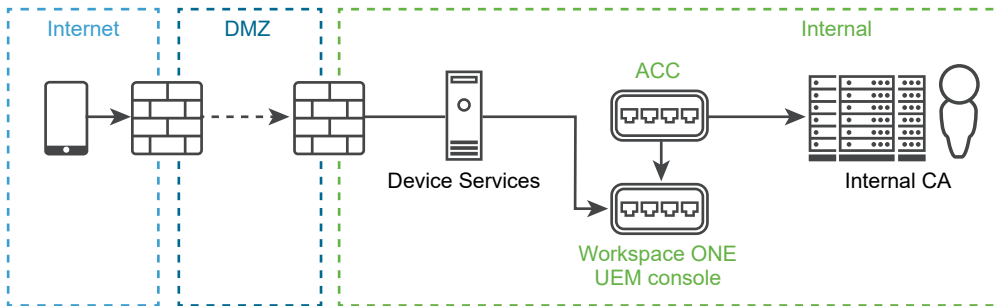 Internet
DMZ
Internal
ACC
Device Services
Internal CA
Workspace ONE
UEM console